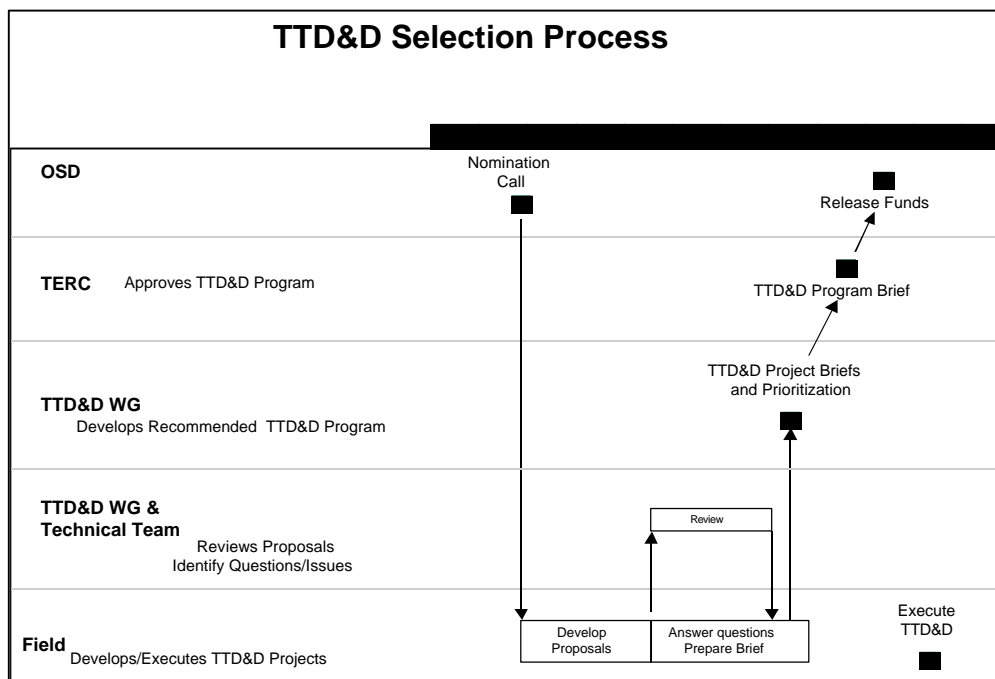 TTD&D Selection Process
OSD
Nomination
Call
Release Funds
TERC
Approves TTD&D Program
TTD&D Program Brief
TTD&D Project Briefs
and Prioritization
TTD&D WG
Develops Recommended TTD&D Program
TTD&D WG &
Technical Team
Reviews Proposals
Identify Questions/Issues
Review
Field
Develops/Executes TTD&D Projects
Develop
Proposals
Answer questions
Prepare Brief
Execute
TTD&D